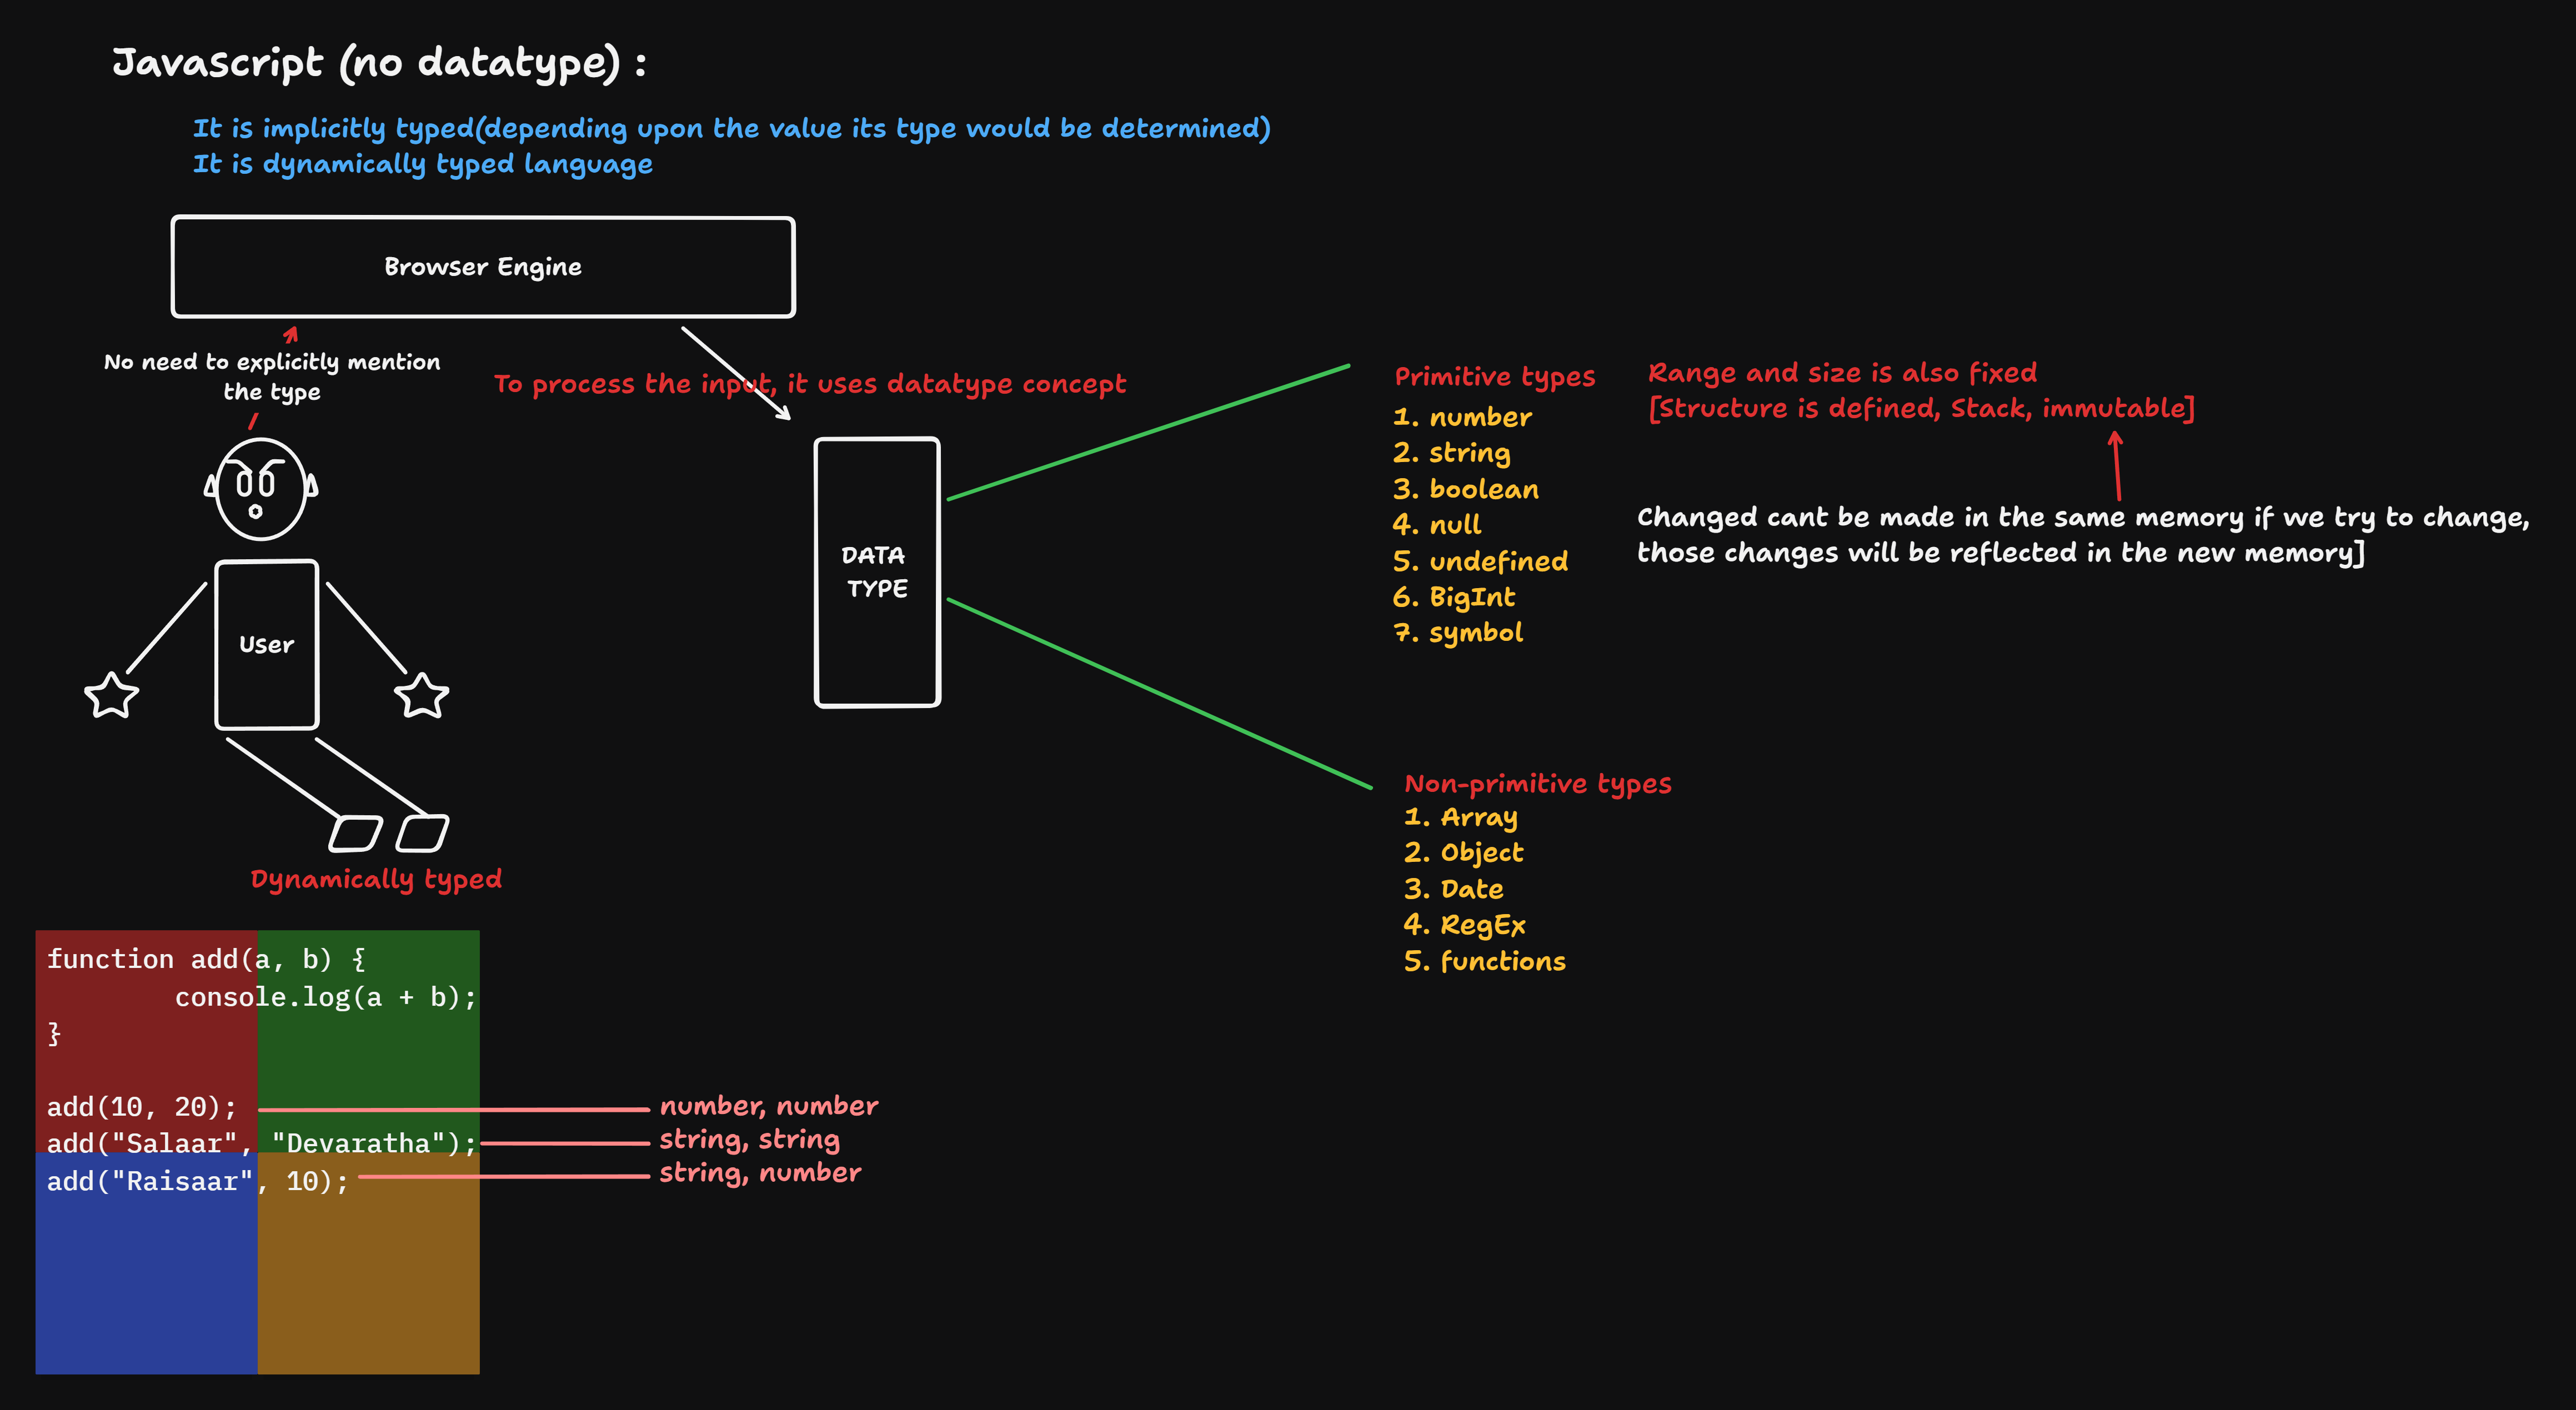 Javascript (no datatype) :
It is implicitly typed(depending upon the value its type would be determined)
It is dynamically typed language
Browser Engine
No need to explicitly mention
the type
To process the input, it uses datatype concept
User
Dynamically typed
DATA
TYPE
Primitive types
1. number
2. string
3. boolean
4. null
5. undefined
6. BigInt
7. symbol
Range and size is also fixed
[Structure is defined, Stack, immutable]
Changed cant be made in the same memory if we try to change,
those changes will be reflected in the new memory]
Non-primitive types
1. Array
2. Object
3. Date
4. RegEx
5. functions
function add(a, b) {
console.log(a + b);
}
add(10, 20);
number, number
add("Salaar", "Devaratha");
string, string
add("Raisaar", 10);
string, number